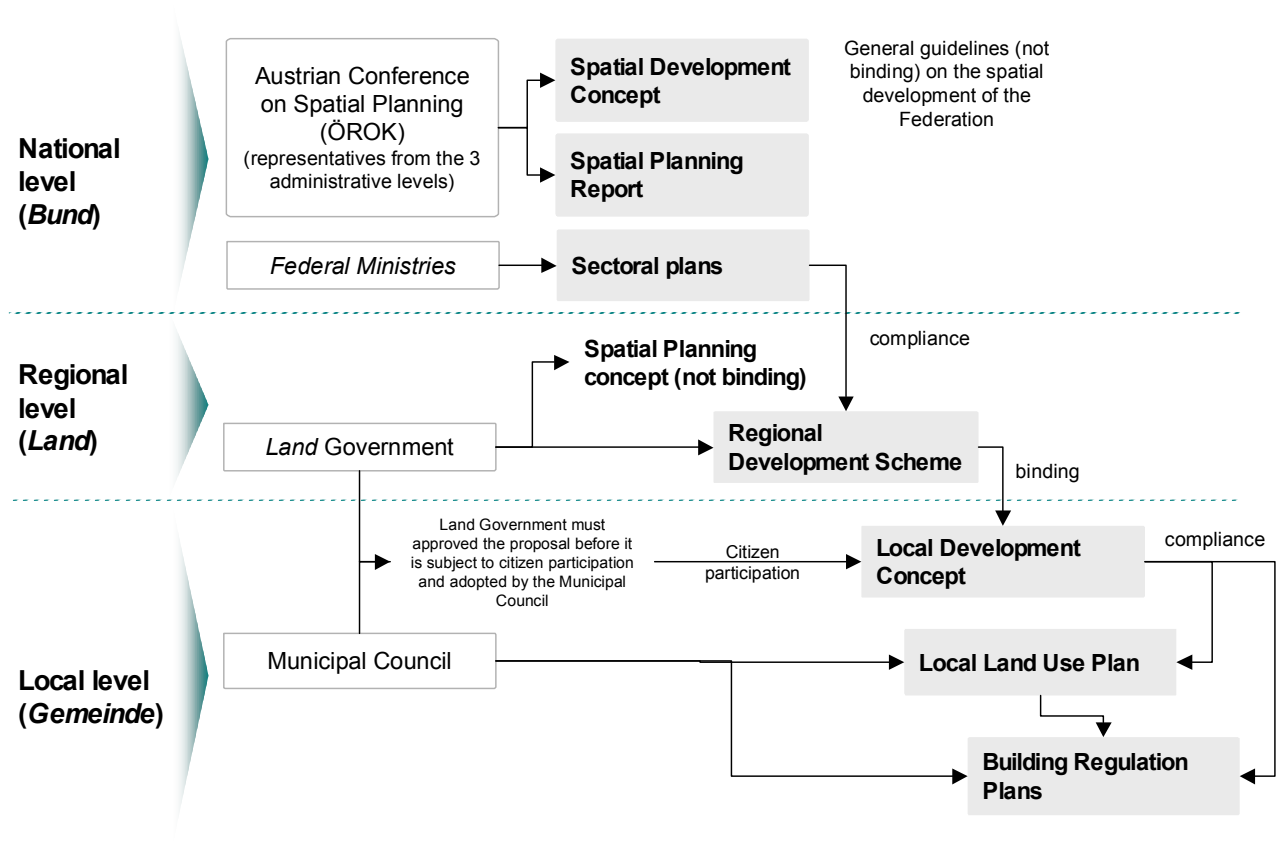 National
level
(Bund)
Austrian Conference
on Spatial Planning
(ÖROK)
(representatives from the 3
administrative levels)
Spatial Development
Concept
General guidelines (not
binding) on the spatial
development of the
Federation
Spatial Planning
Report
Federal Ministries
Sectoral plans
compliance
Regional
level
(Land)
Spatial Planning
concept (not binding)
Land Government
Regional
Development Scheme
binding
Local level
(Gemeinde)
Land Government must
approved the proposal before it
is subject to citizen participation
and adopted by the Municipal
Council
Citizen
participation
Local Development
Concept
compliance
Municipal Council
Local Land Use Plan
Building Regulation
Plans